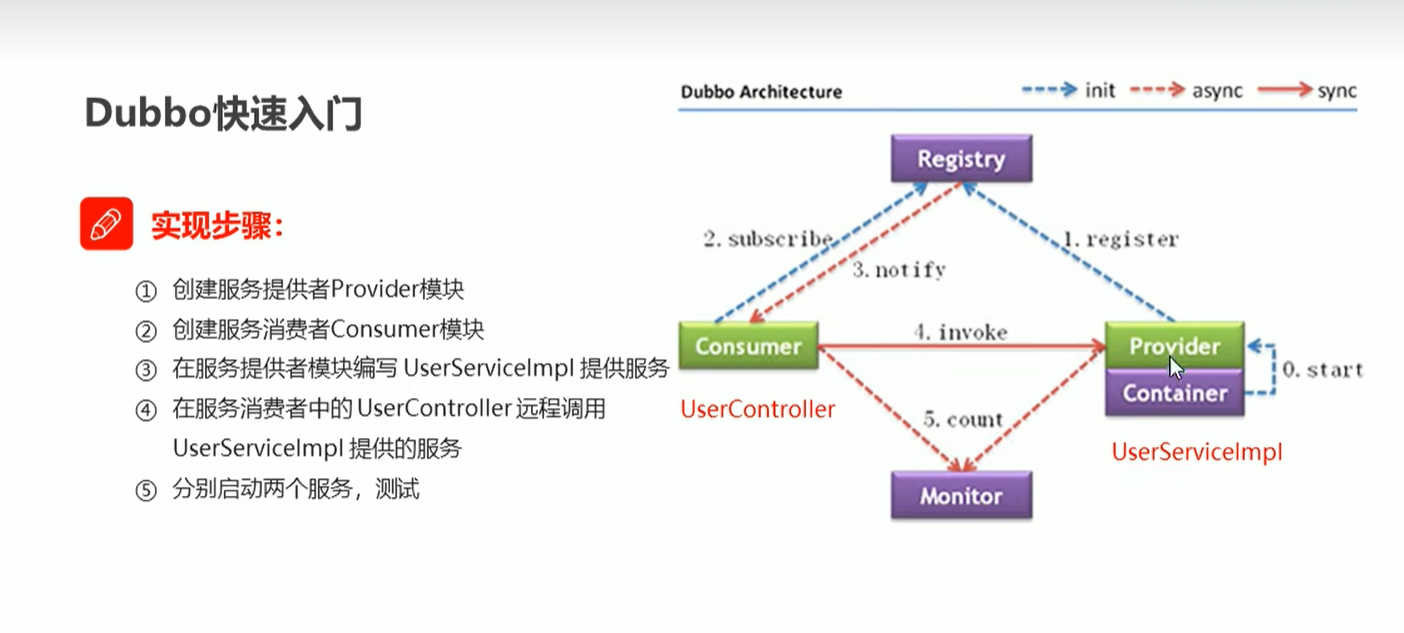 Dubbo快速入门
实现步骤：
① 创建服务提供者Provider模块
② 创建服务消费者Consumer模块
③ 在服务提供者模块编写 UserServiceImpl 提供服务
④ 在服务消费者中的 UserController 远程调用
UserServiceImpl 提供的服务
⑤ 分别启动两个服务，测试
Dubbo Architecture
init
async
sync
Registry
2. subscribe
1. register
3. notify
Consumer
4. invoke
Provider
Container
0. start
UserController
5. count
UserServiceImpl
Monitor